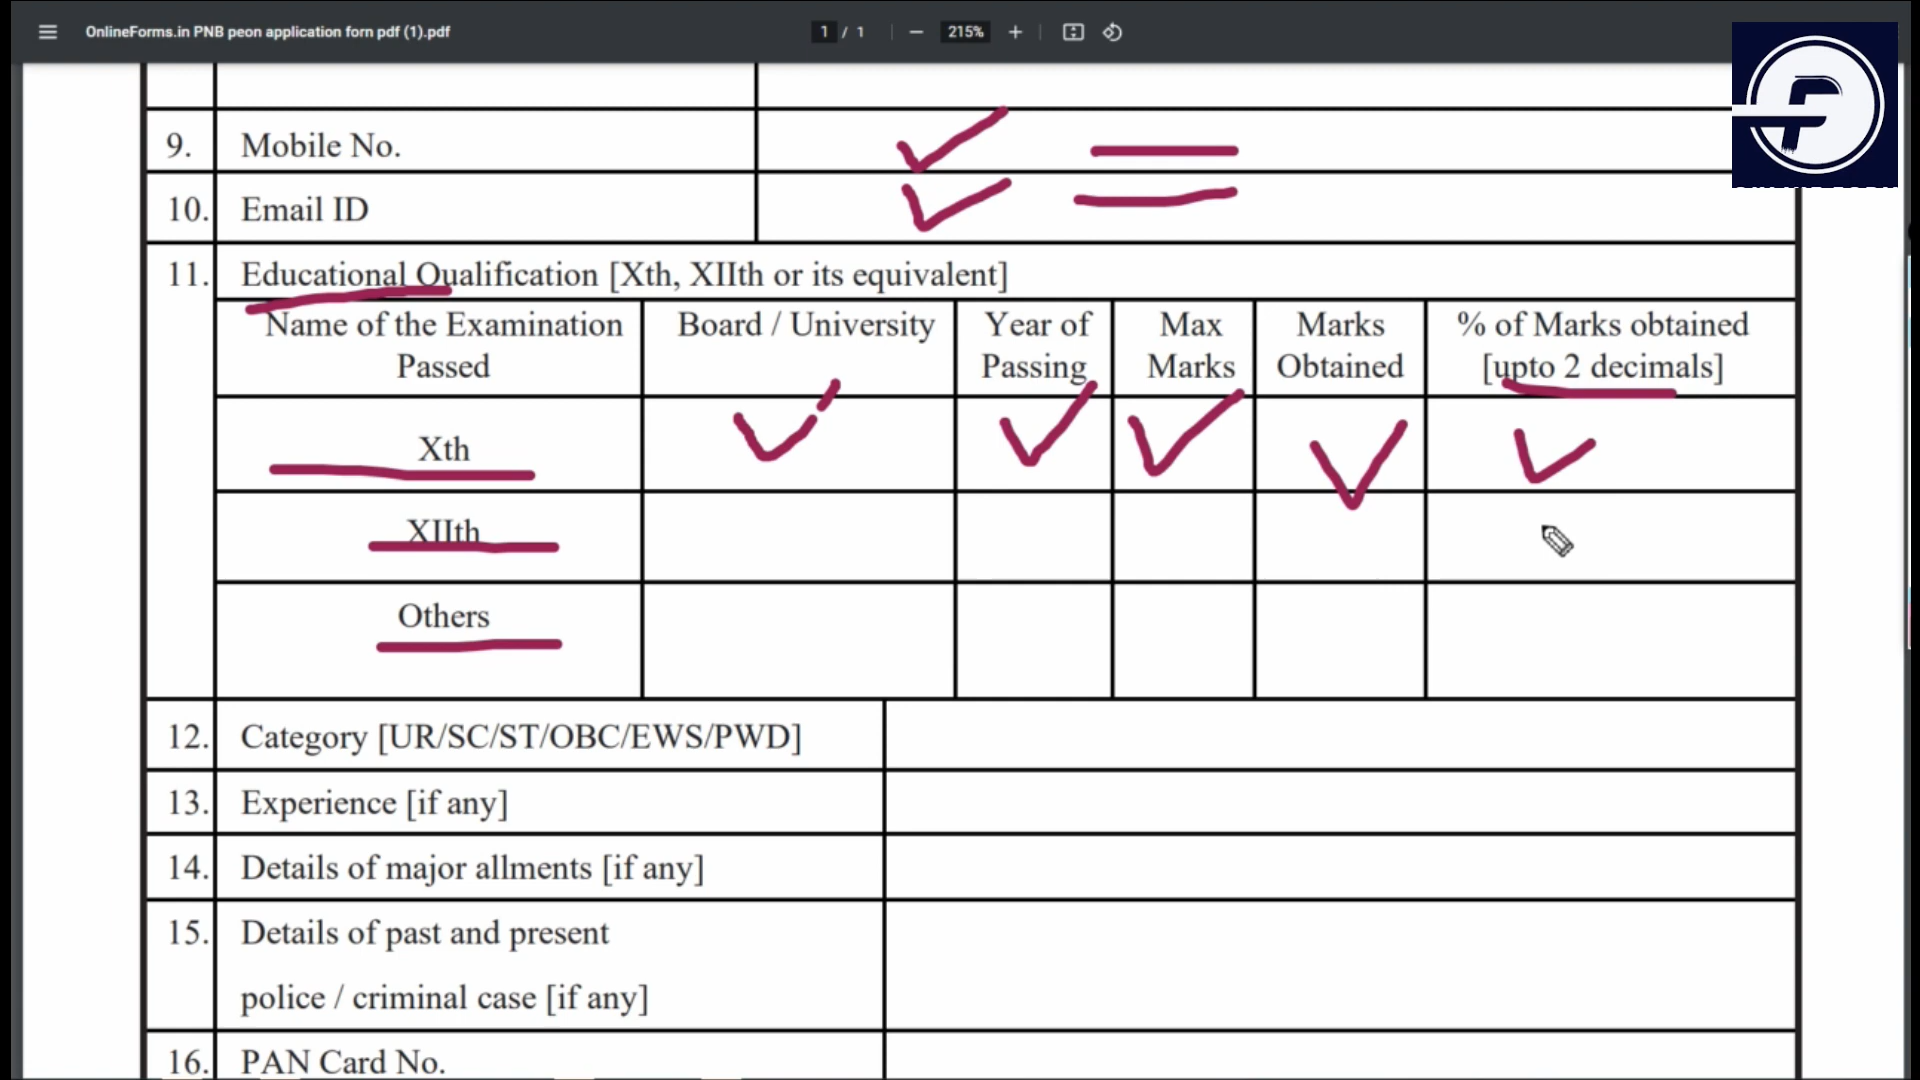 OnlineForms.in PNB peon application forn pdf (1).pdf
1 / 1
215%
9. Mobile No.
10. Email ID
11. Educational Qualification [Xth, XIIth or its equivalent]
Name of the Examination Passed
Board / University
Year of Passing
Max Marks
Marks Obtained
% of Marks obtained [upto 2 decimals]
Xth
XIIth
Others
12. Category [UR/SC/ST/OBC/EWS/PWD]
13. Experience [if any]
14. Details of major allments [if any]
15. Details of past and present
police / criminal case [if any]
16. PAN Card No.